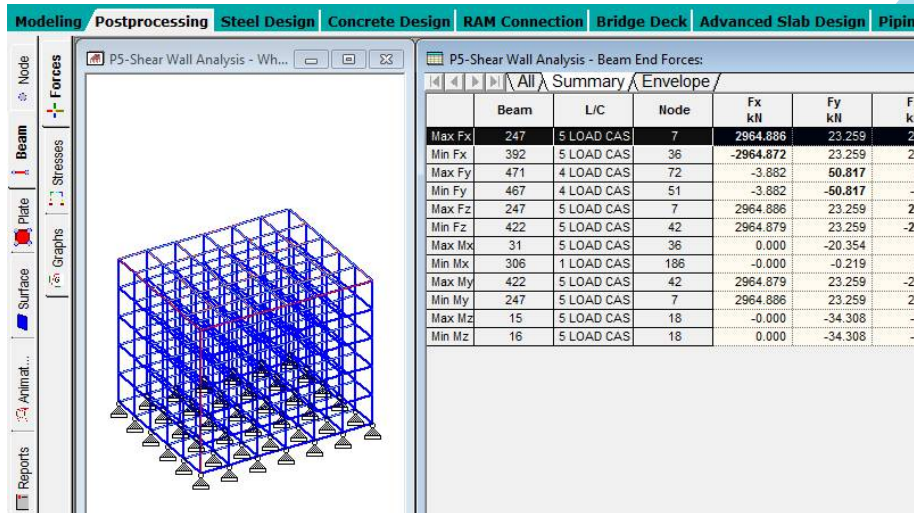 Modeling Postprocessing Steel Design Concrete Design RAM Connection Bridge Deck Advanced Slab Design Pipin
Node
Beam
Plate
Surface
Animat...
Reports
Forces
Stresses
Graphs
P5-Shear Wall Analysis - Wh...
P5-Shear Wall Analysis - Beam End Forces:
All Summary Envelope
Beam L/C Node Fx kN Fy kN F k
Max Fx 247 5 LOAD CAS 7 2964.886 23.259 2
Min Fx 392 5 LOAD CAS 36 -2964.872 23.259 2
Max Fy 471 4 LOAD CAS 72 -3.882 50.817
Min Fy 467 4 LOAD CAS 51 -3.882 -50.817 -
Max Fz 247 5 LOAD CAS 7 2964.886 23.259 2
Min Fz 422 5 LOAD CAS 42 2964.879 23.259 -2
Max Mx 31 5 LOAD CAS 36 0.000 -20.354
Min Mx 306 1 LOAD CAS 186 -0.000 -0.219
Max My 422 5 LOAD CAS 42 2964.879 23.259 -2
Min My 247 5 LOAD CAS 7 2964.886 23.259 2
Max Mz 15 5 LOAD CAS 18 -0.000 -34.308 -
Min Mz 16 5 LOAD CAS 18 0.000 -34.308 -